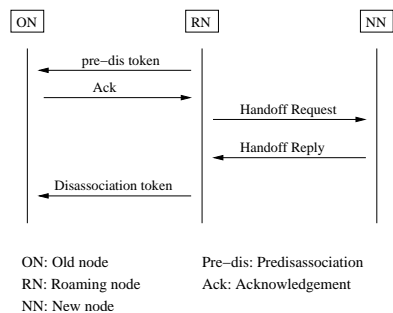 ON RN NN
pre−dis token
Ack
Handoff Request
Handoff Reply
Disassociation token
ON: Old node Pre−dis: Predisassociation
RN: Roaming node Ack: Acknowledgement
NN: New node